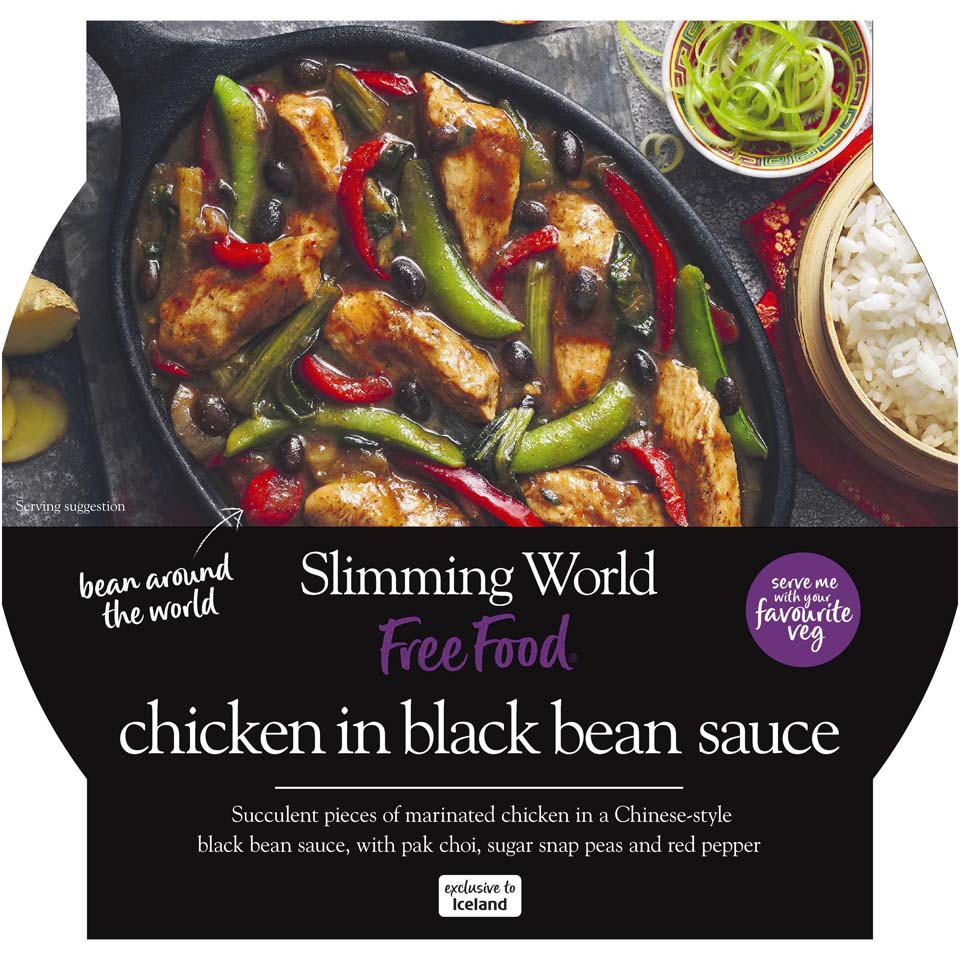 Serving suggestion
bean around
the world
Slimming World
Free Food®
serve me
with your
favourite
veg
chicken in black bean sauce
Succulent pieces of marinated chicken in a Chinese-style
black bean sauce, with pak choi, sugar snap peas and red pepper
exclusive to
Iceland